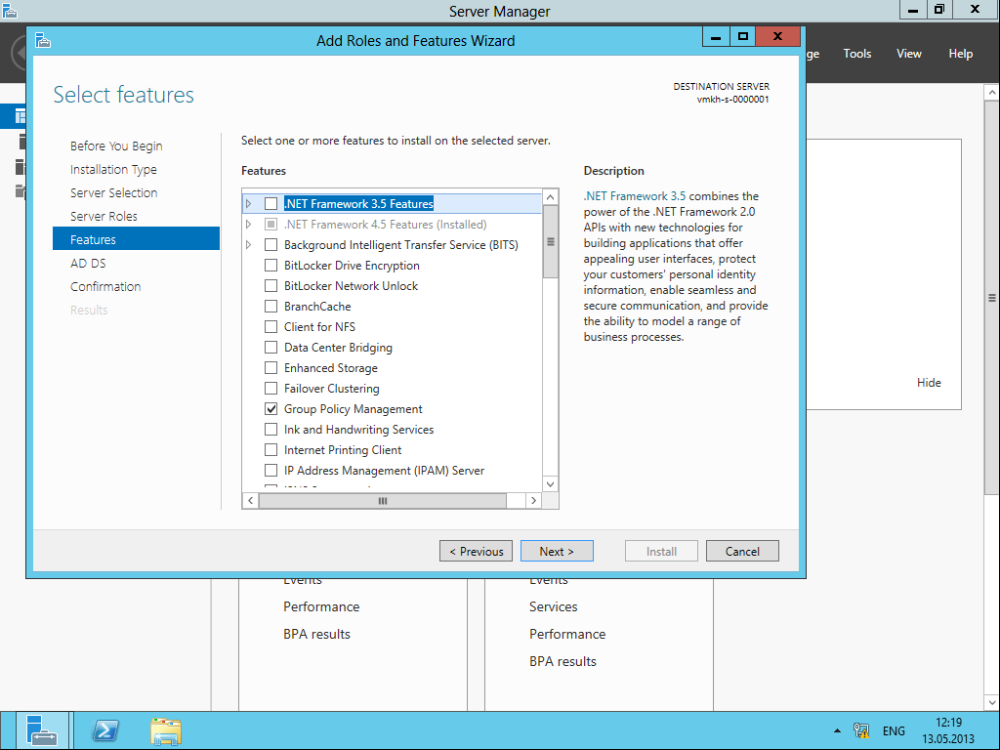 Server Manager
Add Roles and Features Wizard
ge
Tools
View
Help
Select features
DESTINATION SERVER
vmkh-s-0000001
Before You Begin
Installation Type
Server Selection
Server Roles
Features
AD DS
Confirmation
Results
Select one or more features to install on the selected server.
Features
.NET Framework 3.5 Features
.NET Framework 4.5 Features (Installed)
Background Intelligent Transfer Service (BITS)
BitLocker Drive Encryption
BitLocker Network Unlock
BranchCache
Client for NFS
Data Center Bridging
Enhanced Storage
Failover Clustering
Group Policy Management
Ink and Handwriting Services
Internet Printing Client
IP Address Management (IPAM) Server
Description
.NET Framework 3.5 combines the
power of the .NET Framework 2.0
APIs with new technologies for
building applications that offer
appealing user interfaces, protect
your customers' personal identity
information, enable seamless and
secure communication, and provide
the ability to model a range of
business processes.
Hide
< Previous
Next >
Install
Cancel
Events
Performance
BPA results
Events
Services
Performance
BPA results
ENG
12:19
13.05.2013